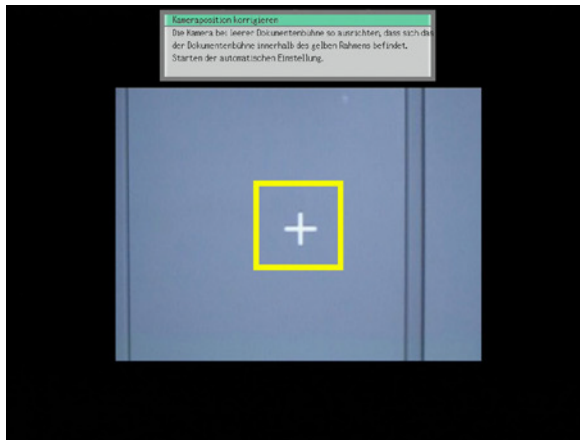 Kameraposition korrigieren
Die Kamera bei leerer Dokumentenbühne so ausrichten, dass sich das
der Dokumentenbühne innerhalb des gelben Rahmens befindet.
Starten der automatischen Einstellung.